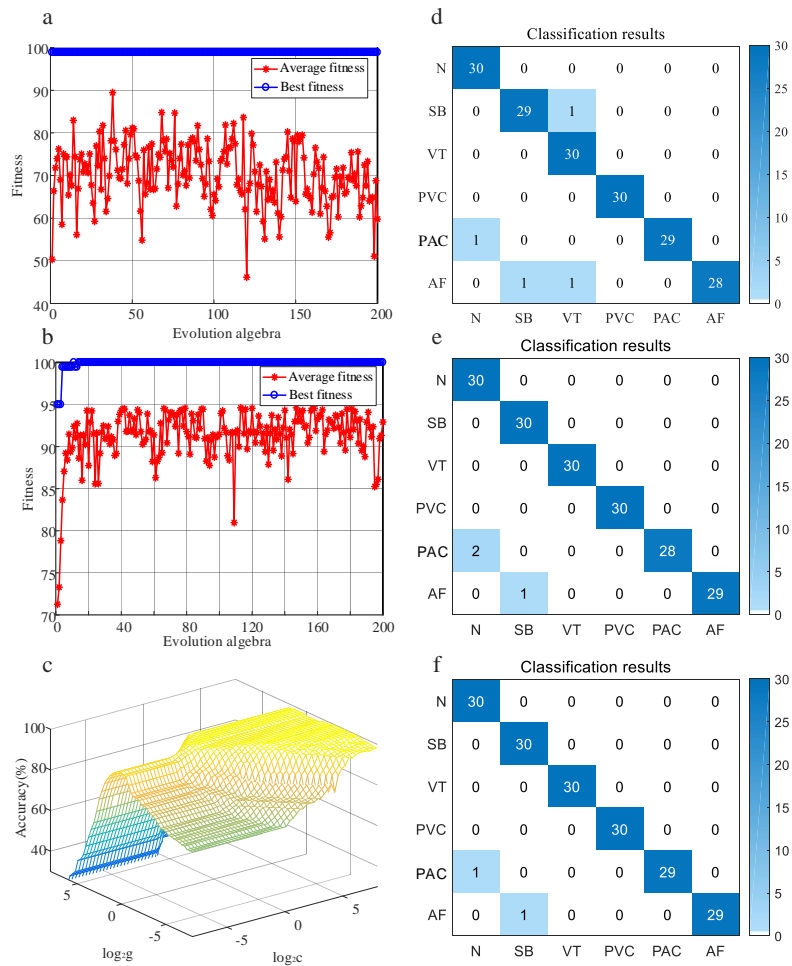 a
100
90
80
70
60
50
40
Fitness
Average fitness
Best fitness
0 50 100 150 200
Evolution algebra
b
100
95
90
85
80
75
70
Fitness
Average fitness
Best fitness
0 40 80 120 160 200
Evolution algebra
c
100
80
60
40
Accuracy(%)
5 0 -5
log₂g
-5 0 5
log₂c
d
Classification results
N 30 0 0 0 0 0
SB 0 29 1 0 0 0
VT 0 0 30 0 0 0
PVC 0 0 0 30 0 0
PAC 1 0 0 0 29 0
AF 0 1 1 0 0 28
N SB VT PVC PAC AF
30
25
20
15
10
5
0
e
Classification results
N 30 0 0 0 0 0
SB 0 30 0 0 0 0
VT 0 0 30 0 0 0
PVC 0 0 0 30 0 0
PAC 2 0 0 0 28 0
AF 0 1 0 0 0 29
N SB VT PVC PAC AF
30
25
20
15
10
5
0
f
Classification results
N 30 0 0 0 0 0
SB 0 30 0 0 0 0
VT 0 0 30 0 0 0
PVC 0 0 0 30 0 0
PAC 1 0 0 0 29 0
AF 0 1 0 0 0 29
N SB VT PVC PAC AF
30
25
20
15
10
5
0